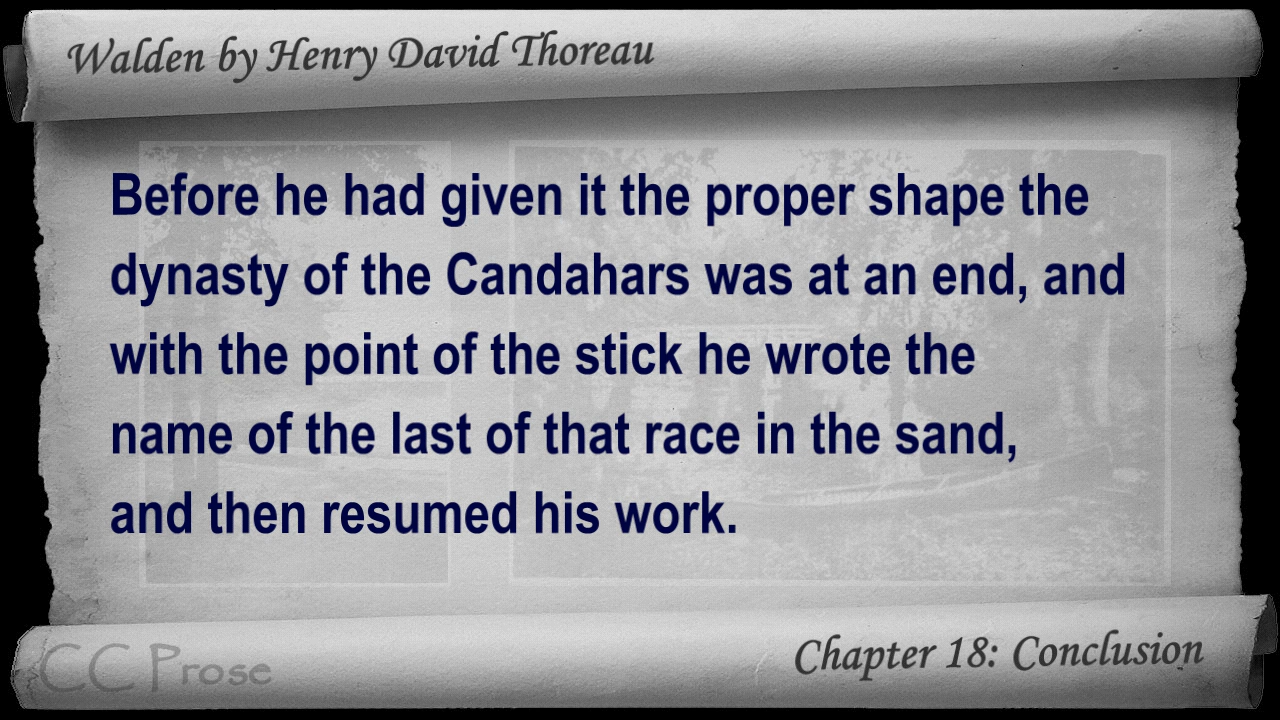 Walden by Henry David Thoreau
Before he had given it the proper shape the
dynasty of the Candahars was at an end, and
with the point of the stick he wrote the
name of the last of that race in the sand,
and then resumed his work.
CC Prose
Chapter 18: Conclusion